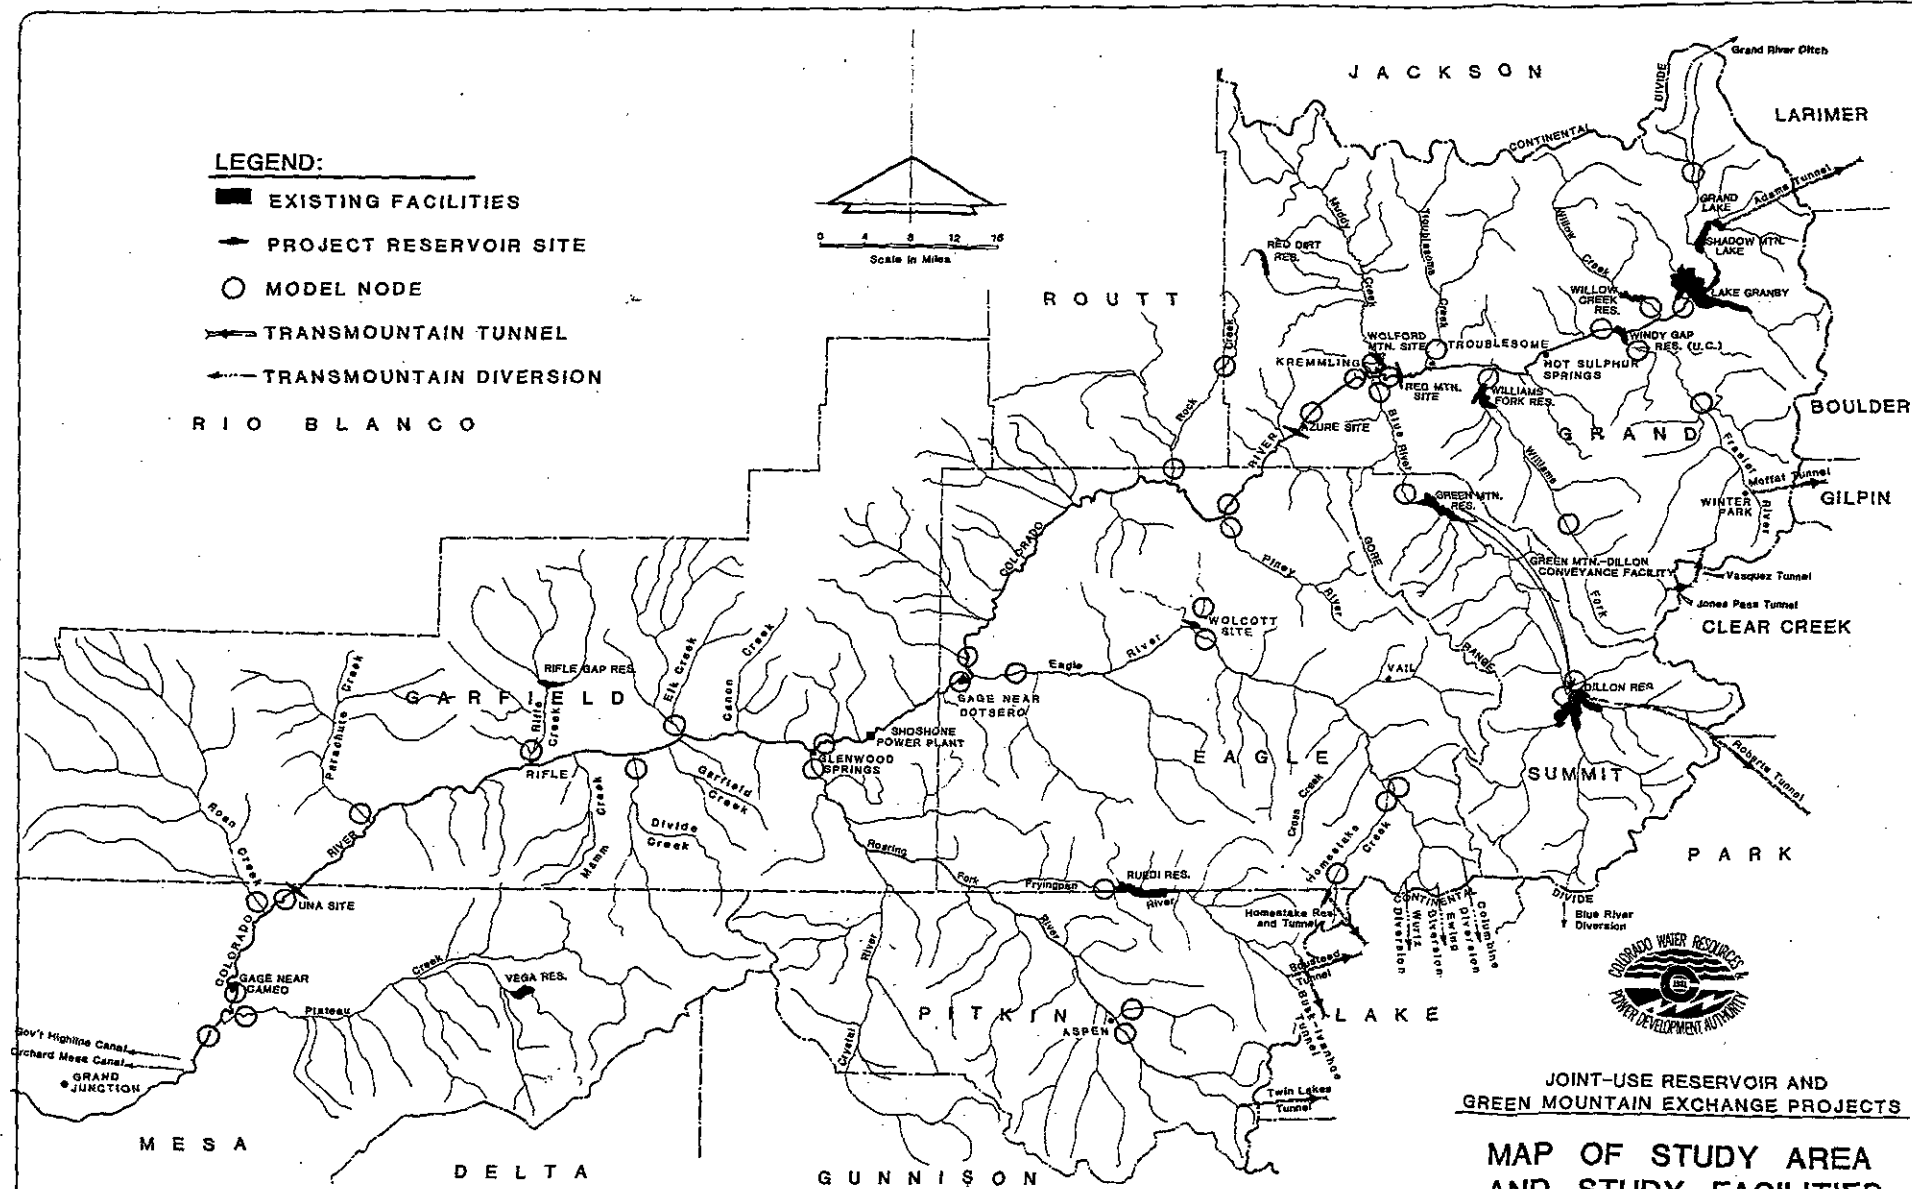 Grand River Ditch
JACKSON
DIVIDE
LARIMER
CONTINENTAL
LEGEND:
EXISTING FACILITIES
PROJECT RESERVOIR SITE
MODEL NODE
TRANSMOUNTAIN TUNNEL
TRANSMOUNTAIN DIVERSION
0 4 8 12 16
Scale in Miles
RIO BLANCO
ROUTT
GRAND
LAKE
Adams Tunnel
SHADOW MTN.
LAKE
Muddy
Creek
Troublesome
Creek
Willow
Creek
RED DIRT
RES.
WILLOW
CREEK
RES.
LAKE GRANBY
WOLFORD
MTN. SITE
TROUBLESOME
WINDY GAP
RES. (U.C.)
KREMMLING
HOT SULPHUR
SPRINGS
RED MTN.
SITE
WILLIAMS
FORK RES.
AZURE SITE
BOULDER
GRAND
Rock
Creek
RIVER
Blue River
Williams
Fork
Fraser
River
Moffat Tunnel
WINTER
PARK
GILPIN
GREEN MTN.
RES.
COLORADO
GORE
RANGE
Piney
River
GREEN MTN.-DILLON
CONVEYANCE FACILITY
Vasquez Tunnel
Jones Pass Tunnel
CLEAR CREEK
WOLCOTT
SITE
Eagle
River
VAIL
DILLON RES.
GARFIELD
RIFLE GAP RES.
Parachute
Creek
Rifle
Creek
Elk Creek
Canon
Creek
GAGE NEAR
DOTSERO
SHOSHONE
POWER PLANT
GLENWOOD
SPRINGS
EAGLE
SUMMIT
Roberts Tunnel
RIFLE
Garfield
Creek
Divide
Creek
Mamm
Creek
Roan
Creek
RIVER
Cross
Creek
Homestake
Creek
PARK
Roaring
Fork
River
Fryingpan
River
RUEDI RES.
UNA SITE
COLORADO
Homestake Res.
and Tunnel
CONTINENTAL
DIVIDE
Wurtz
Diversion
Ewing
Diversion
Columbine
Diversion
Blue River
Diversion
Boustead
Tunnel
Busk-Ivanhoe
Tunnel
GAGE NEAR
CAMEO
Plateau
Creek
VEGA RES.
River
Crystal
PITKIN
ASPEN
LAKE
COLORADO WATER RESOURCES
POWER DEVELOPMENT AUTHORITY
Gov't Highline Canal
Orchard Mesa Canal
GRAND
JUNCTION
Twin Lakes
Tunnel
MESA
DELTA
GUNNISON
JOINT-USE RESERVOIR AND
GREEN MOUNTAIN EXCHANGE PROJECTS
MAP OF STUDY AREA
AND STUDY FACILITIES